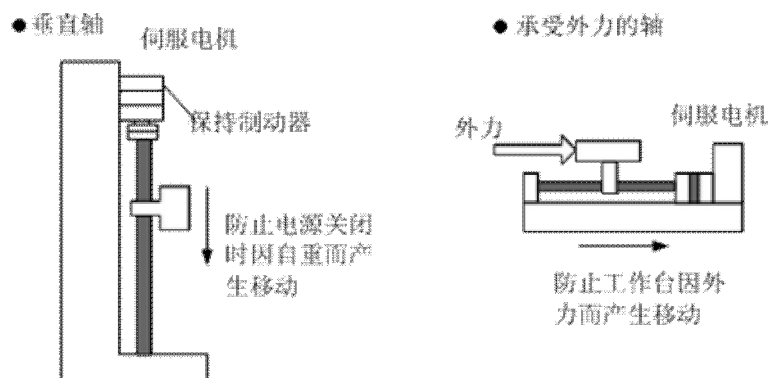 ● 垂直轴
伺服电机
保持制动器
防止电源关闭
时因自重而产
生移动
● 承受外力的轴
伺服电机
外力
防止工作台因外
力而产生移动